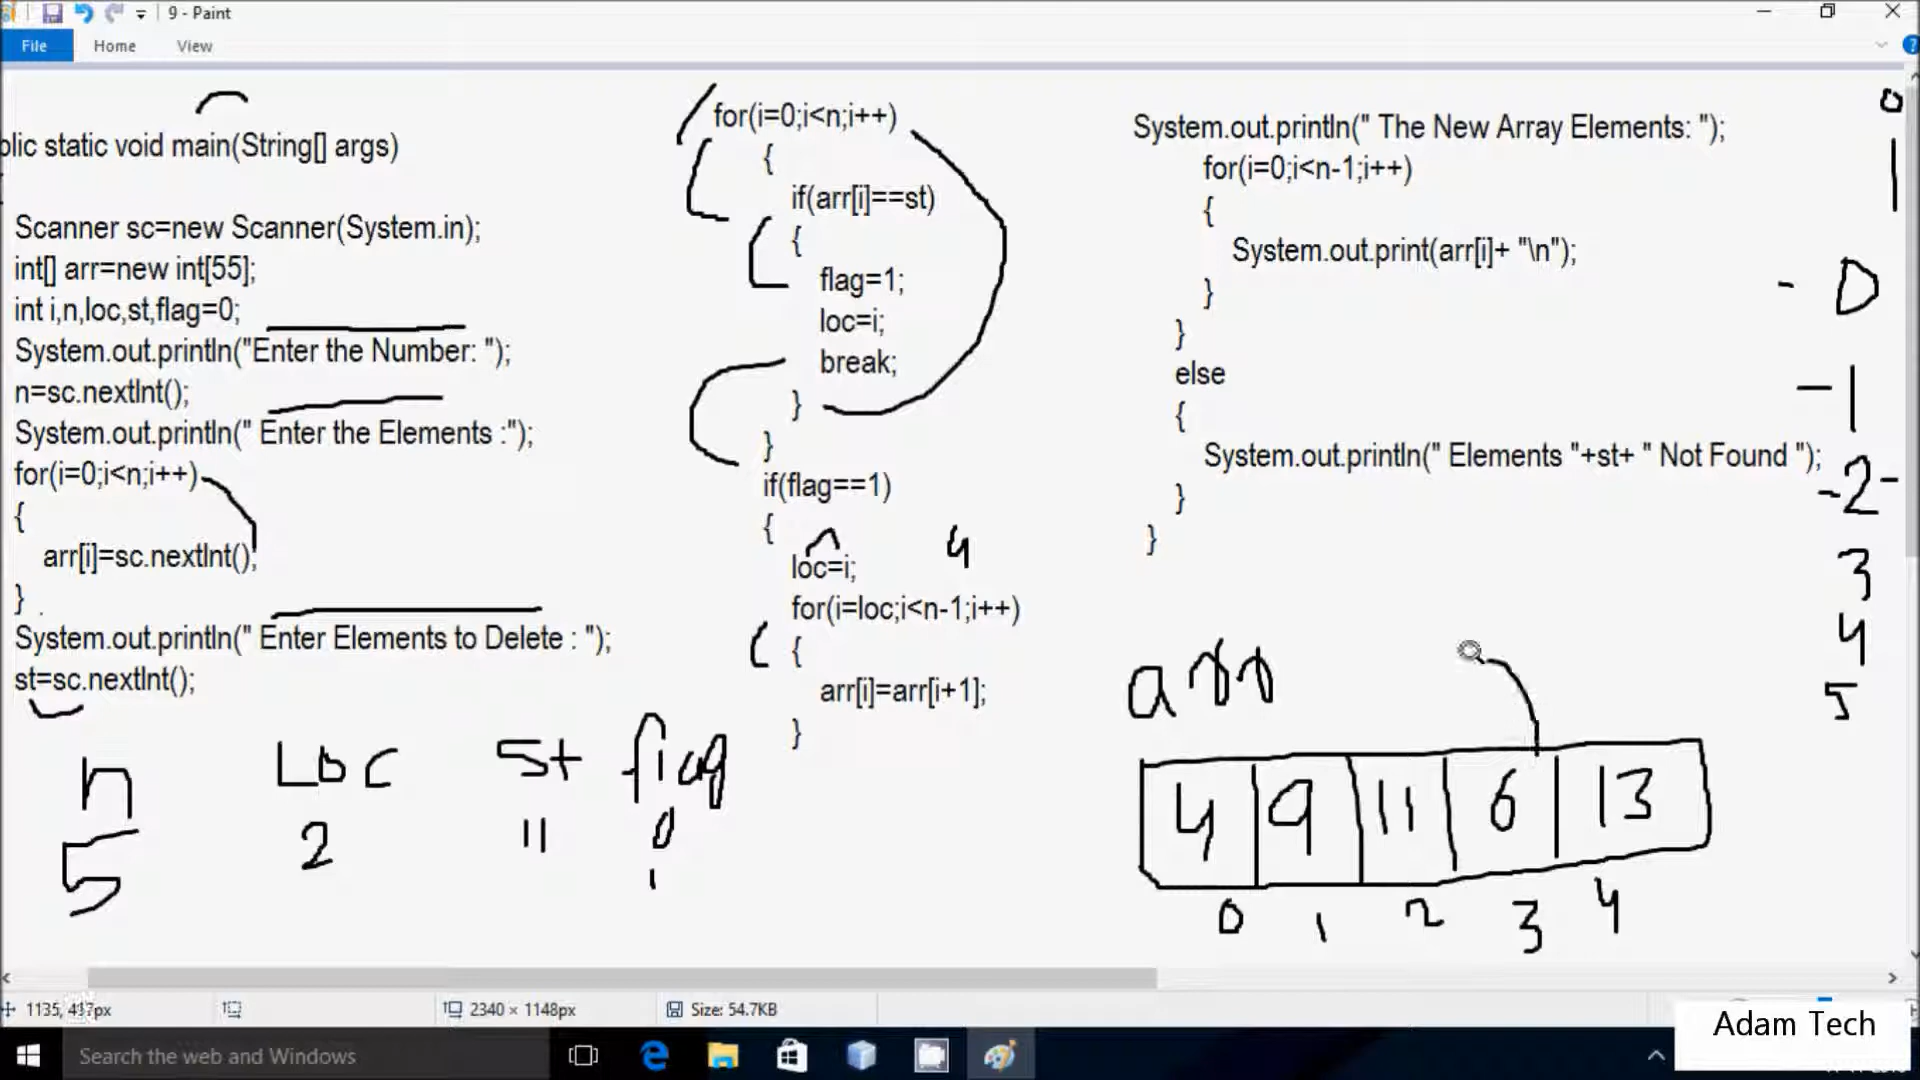 9 - Paint
File Home View
blic static void main(String[] args)
Scanner sc=new Scanner(System.in);
int[] arr=new int[55];
int i,n,loc,st,flag=0;
System.out.println("Enter the Number: ");
n=sc.nextInt();
System.out.println(" Enter the Elements :");
for(i=0;i<n;i++)
{
arr[i]=sc.nextInt();
}
System.out.println(" Enter Elements to Delete : ");
st=sc.nextInt();
for(i=0;i<n;i++)
{
if(arr[i]==st)
{
flag=1;
loc=i;
break;
}
}
if(flag==1)
{
loc=i;
4
for(i=loc;i<n-1;i++)
{
arr[i]=arr[i+1];
}
System.out.println(" The New Array Elements: ");
for(i=0;i<n-1;i++)
{
System.out.print(arr[i]+ "\n");
}
}
else
{
System.out.println(" Elements "+st+ " Not Found ");
}
}
0
1
- 0
- 1
-2-
3
4
5
n Loc st flag
5 2 11 0
1
arr
4 9 11 6 13
0 1 2 3 4
1135, 417px
2340 × 1148px
Size: 54.7KB
Search the web and Windows
Adam Tech